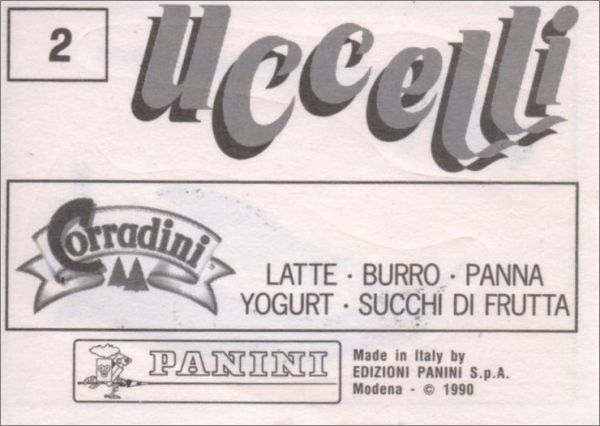 2
Uccelli
Corradini
LATTE · BURRO · PANNA
YOGURT · SUCCHI DI FRUTTA
PANINI
Made in Italy by
EDIZIONI PANINI S.p.A.
Modena - © 1990